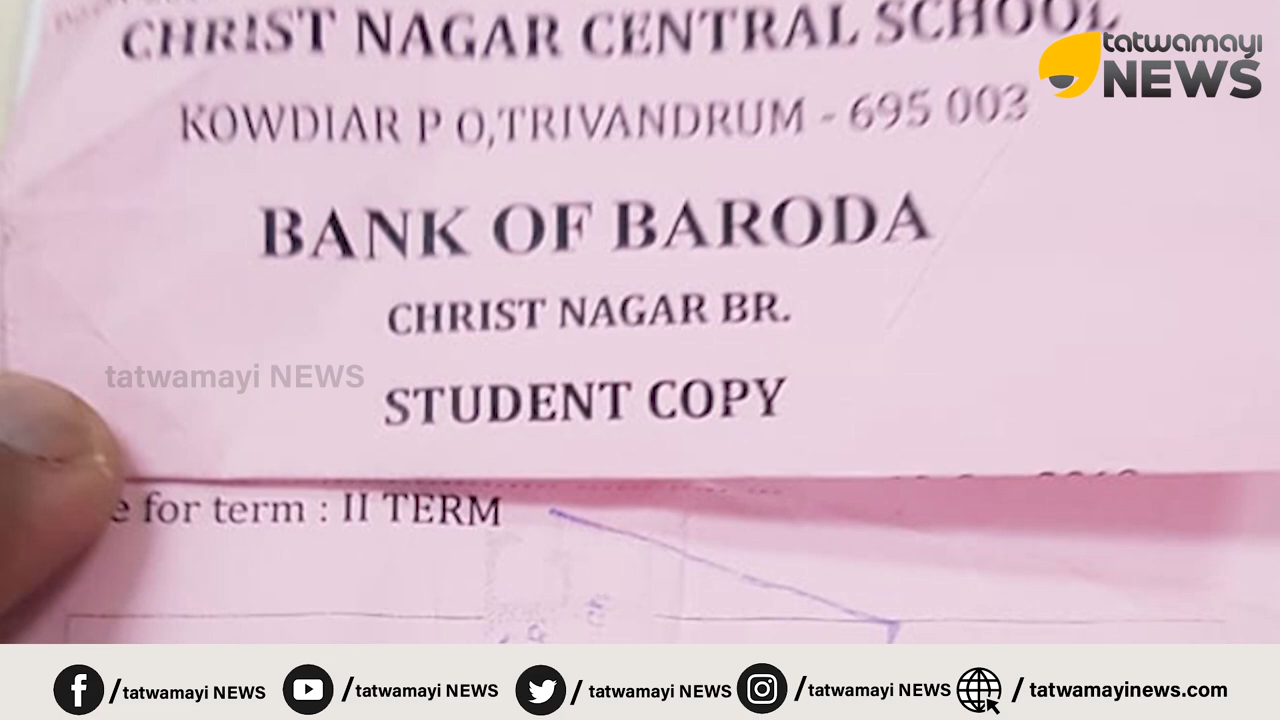 CHRIST NAGAR CENTRAL SCHOOL
tatwamayi
NEWS
KOWDIAR P O,TRIVANDRUM - 695 003
BANK OF BARODA
CHRIST NAGAR BR.
tatwamayi NEWS
STUDENT COPY
e for term : II TERM
/tatwamayi NEWS /tatwamayi NEWS / tatwamayi NEWS /tatwamayi NEWS / tatwamayinews.com